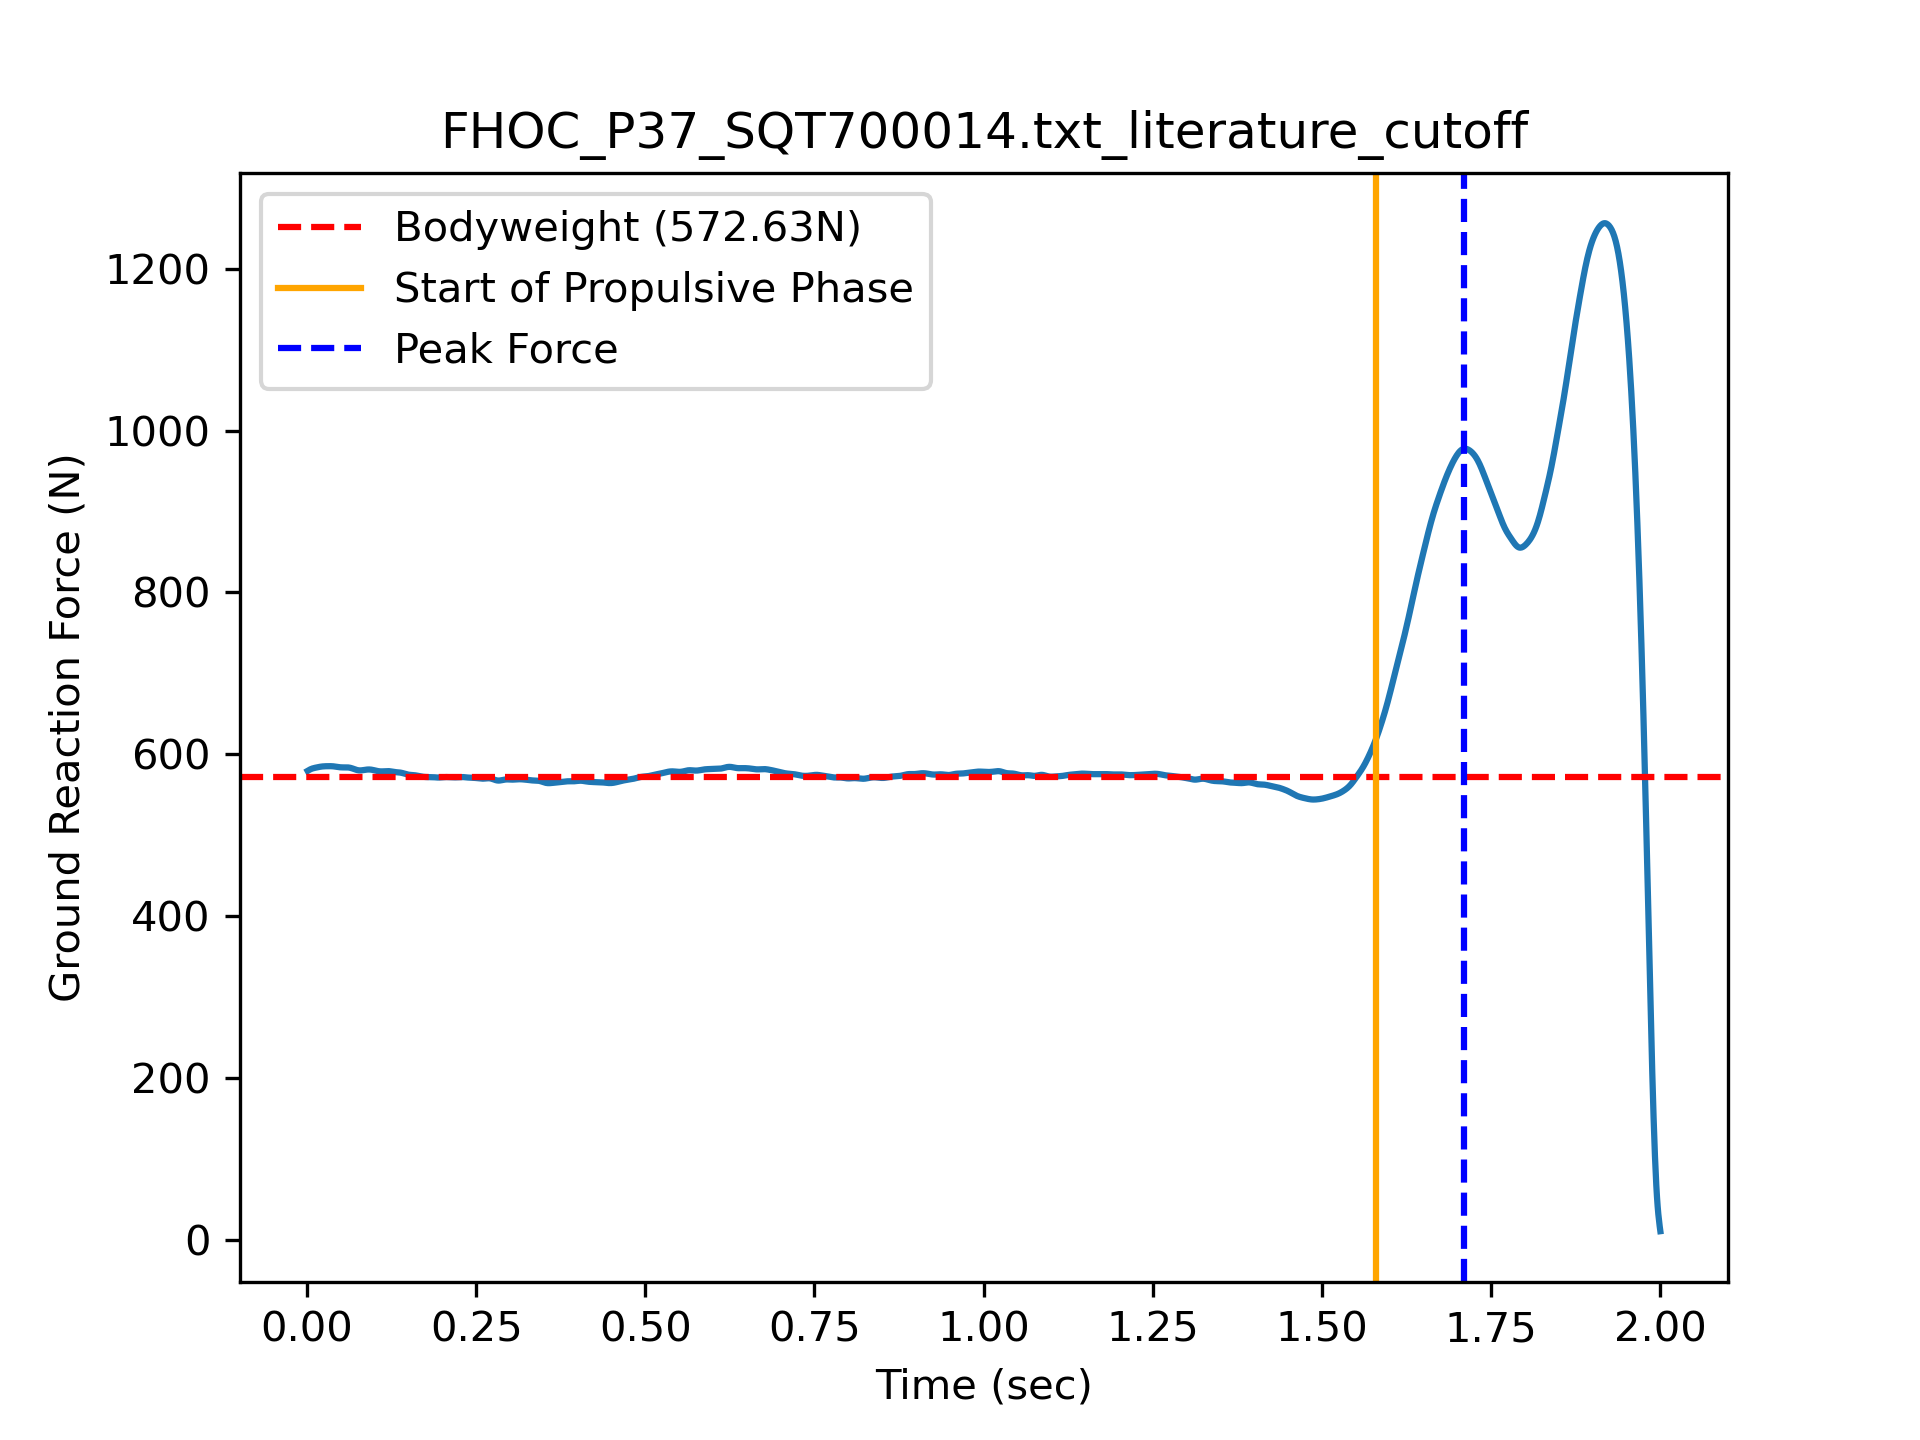 FHOC_P37_SQT700014.txt_literature_cutoff
Bodyweight (572.63N)
Start of Propulsive Phase
Peak Force
Ground Reaction Force (N)
1200
1000
800
600
400
200
0
0.00 0.25 0.50 0.75 1.00 1.25 1.50 1.75 2.00
Time (sec)